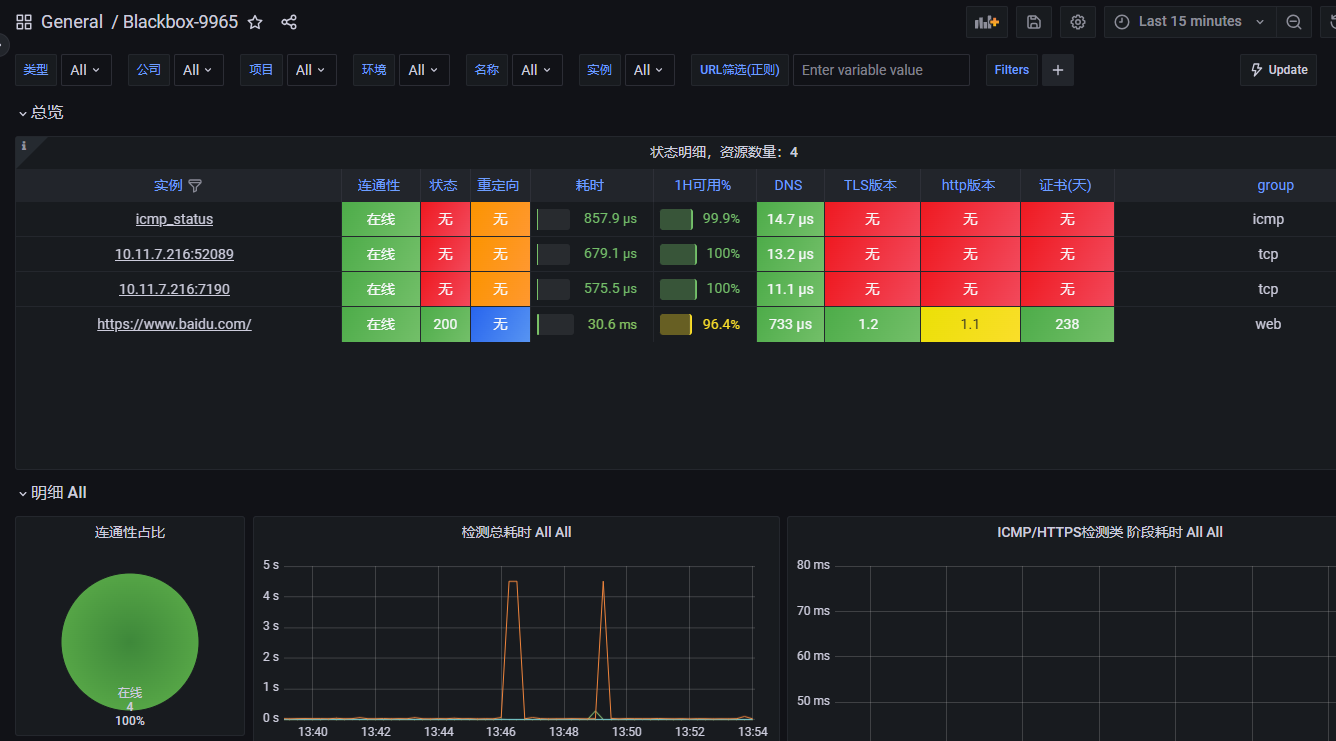 General / Blackbox-9965 Last 15 minutes
类型 All 公司 All 项目 All 环境 All 名称 All 实例 All URL筛选(正则) Enter variable value Filters + Update
总览
i
状态明细，资源数量：4
实例 连通性 状态 重定向 耗时 1H可用% DNS TLS版本 http版本 证书(天) group
icmp_status 在线 无 无 857.9 µs 99.9% 14.7 µs 无 无 无 icmp
10.11.7.216:52089 在线 无 无 679.1 µs 100% 13.2 µs 无 无 无 tcp
10.11.7.216:7190 在线 无 无 575.5 µs 100% 11.1 µs 无 无 无 tcp
https://www.baidu.com/ 在线 200 无 30.6 ms 96.4% 733 µs 1.2 1.1 238 web
明细 All
连通性占比
在线
4
100%
检测总耗时 All All
5 s
4 s
3 s
2 s
1 s
0 s
13:40 13:42 13:44 13:46 13:48 13:50 13:52 13:54
ICMP/HTTPS检测类 阶段耗时 All All
80 ms
70 ms
60 ms
50 ms